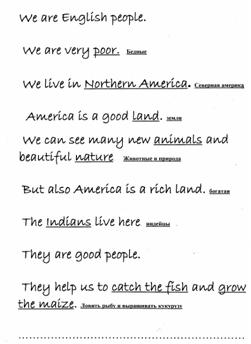 We are English people.
We are very poor. Бедные
We live in Northern America. Северная америка
America is a good land. земля
We can see many new animals and
beautiful nature Животные и природа
But also America is a rich land. богатая
The Indians live here индейцы
They are good people.
They help us to catch the fish and grow
the maize. Ловить рыбу и выращивать кукурузу